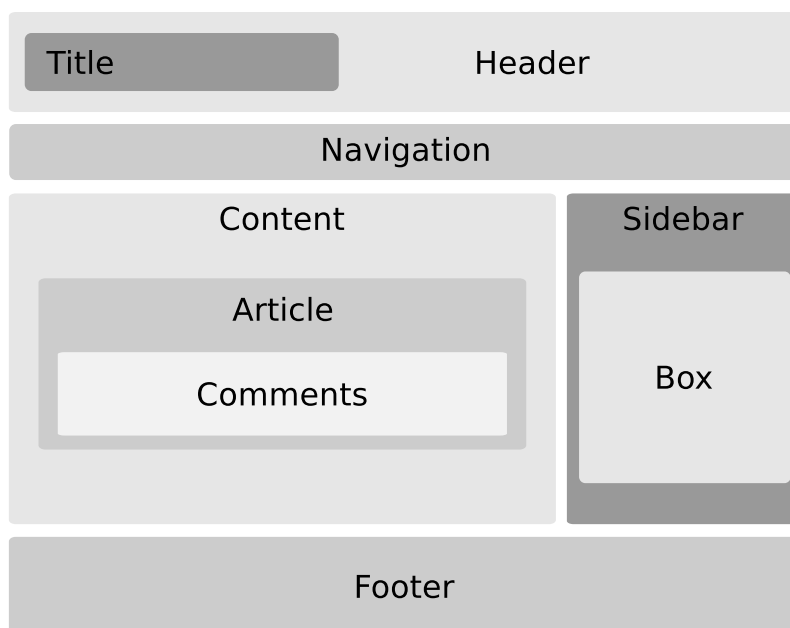 Title
Header
Navigation
Content
Sidebar
Article
Comments
Box
Footer